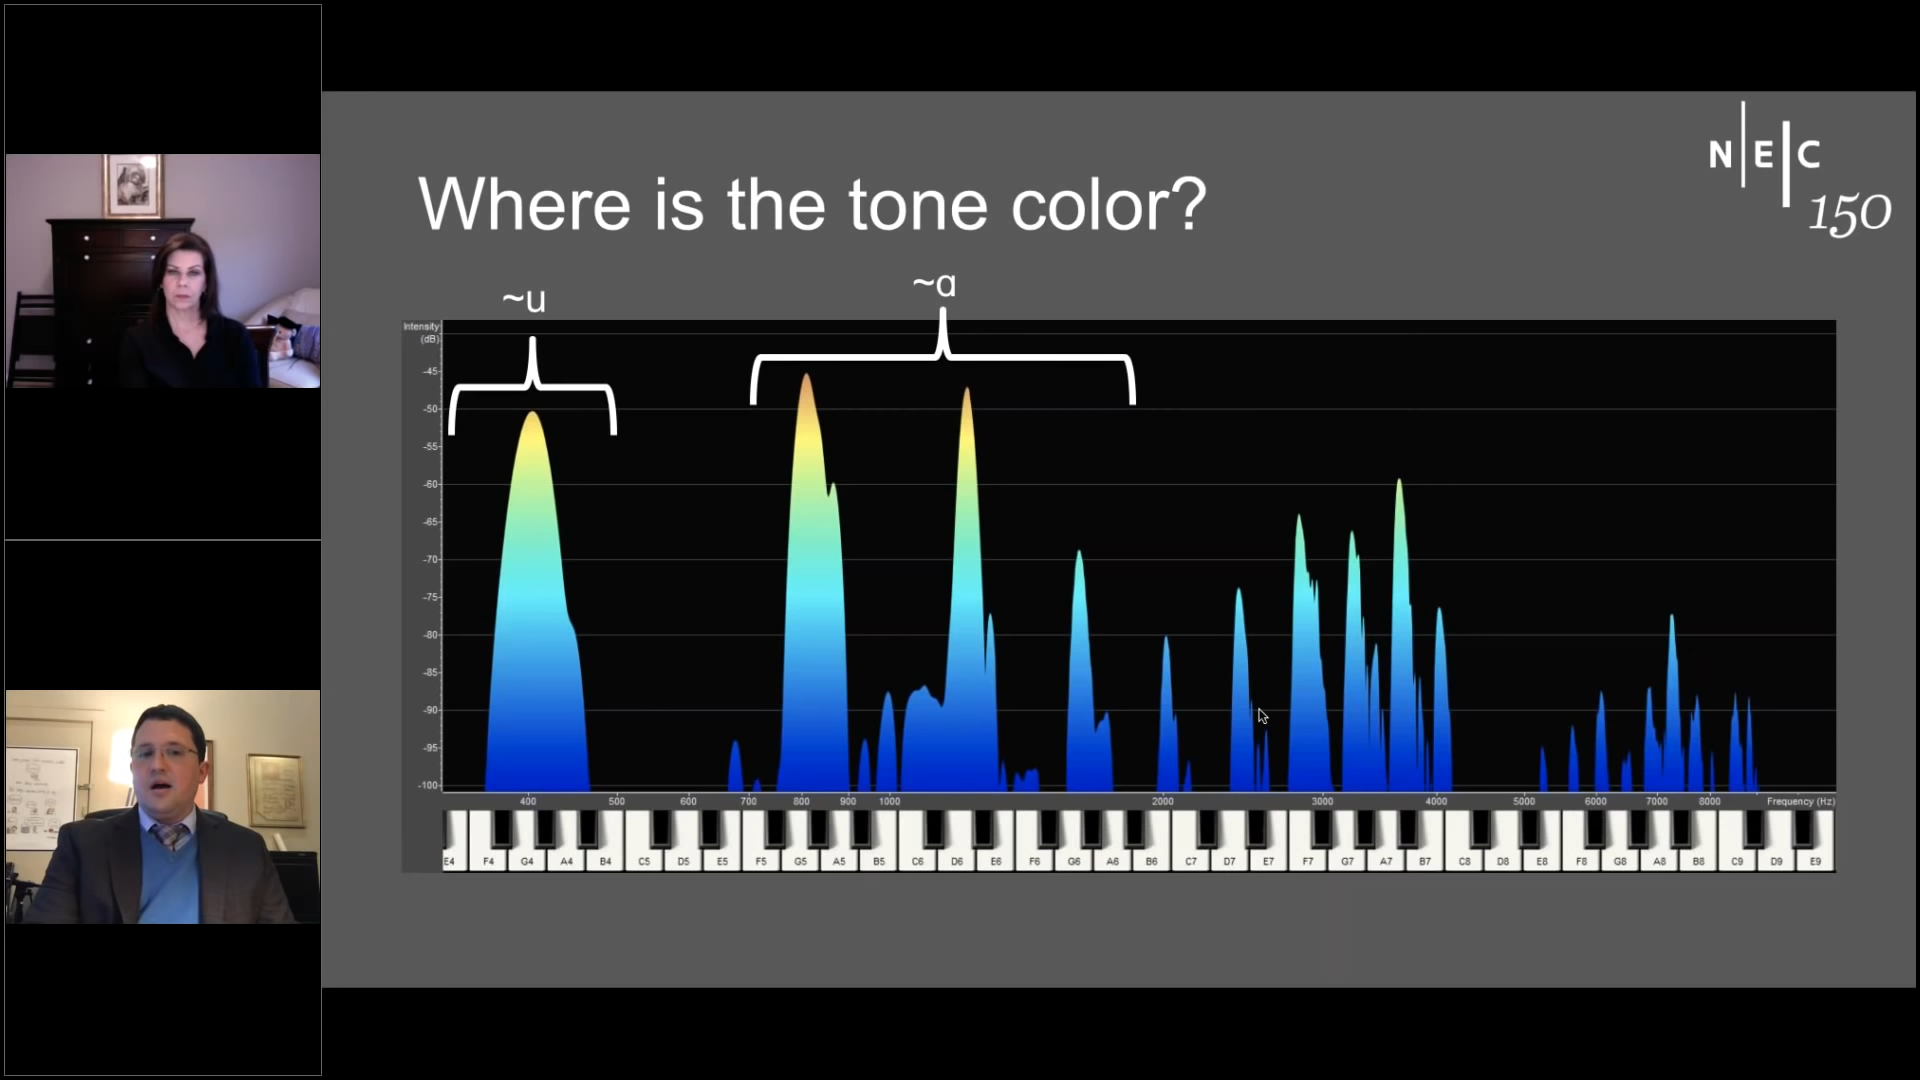 N E C
150
Where is the tone color?
~u
~ɑ
Intensity
(dB)
-45
-50
-55
-60
-65
-70
-75
-80
-85
-90
-95
-100
400 500 600 700 800 900 1000 2000 3000 4000 5000 6000 7000 8000 Frequency (Hz)
E4 F4 G4 A4 B4 C5 D5 E5 F5 G5 A5 B5 C6 D6 E6 F6 G6 A6 B6 C7 D7 E7 F7 G7 A7 B7 C8 D8 E8 F8 G8 A8 B8 C9 D9 E9